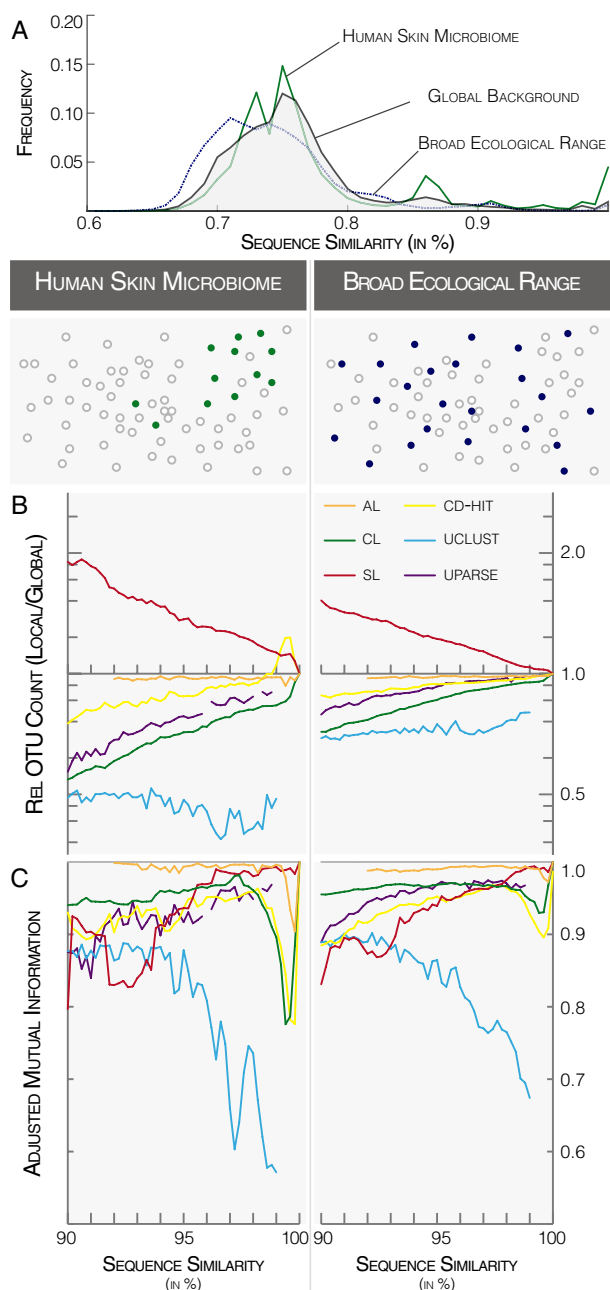 A
FREQUENCY
0.20
0.15
0.10
0.05
0.6
0.7
0.8
0.9
HUMAN SKIN MICROBIOME
GLOBAL BACKGROUND
BROAD ECOLOGICAL RANGE
SEQUENCE SIMILARITY (IN %)
HUMAN SKIN MICROBIOME
BROAD ECOLOGICAL RANGE
B
REL OTU COUNT (LOCAL/GLOBAL)
AL
CL
SL
CD-HIT
UCLUST
UPARSE
2.0
1.0
0.5
C
ADJUSTED MUTUAL INFORMATION
1.0
0.9
0.8
0.7
0.6
0.5
90
95
100
90
95
100
SEQUENCE SIMILARITY
(IN %)
SEQUENCE SIMILARITY
(IN %)